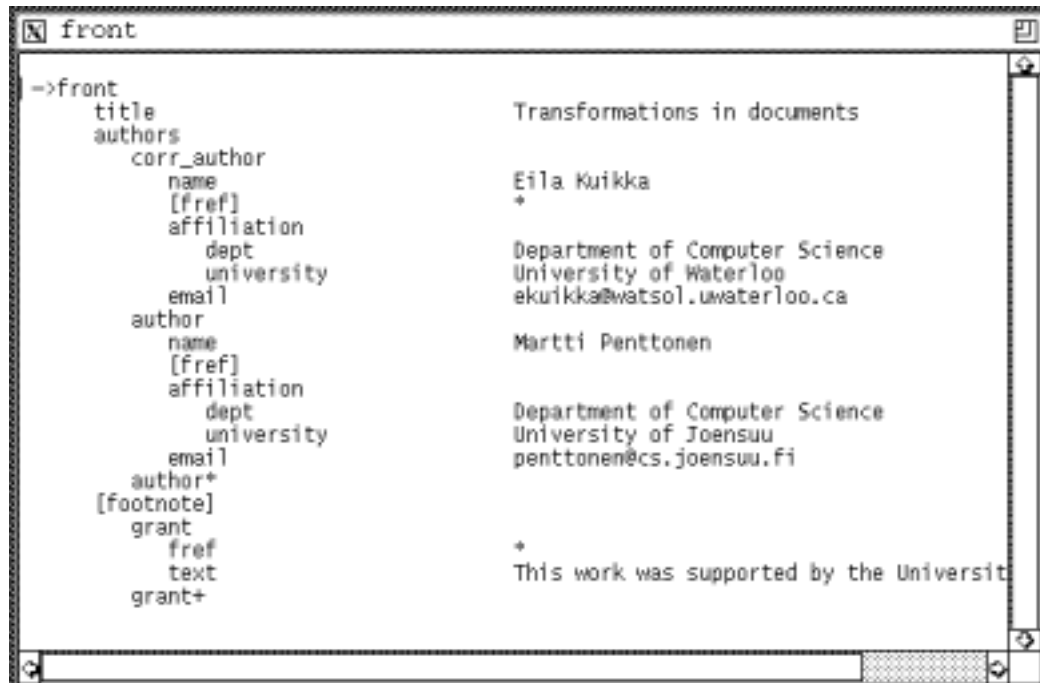 front
->front
title Transformations in documents
authors
corr_author
name Eila Kuikka
[fref] *
affiliation
dept Department of Computer Science
university University of Waterloo
email ekuikka@watsol.uwaterloo.ca
author
name Martti Penttonen
[fref]
affiliation
dept Department of Computer Science
university University of Joensuu
email penttonen@cs.joensuu.fi
author*
[footnote]
grant
fref *
text This work was supported by the Universit
grant+